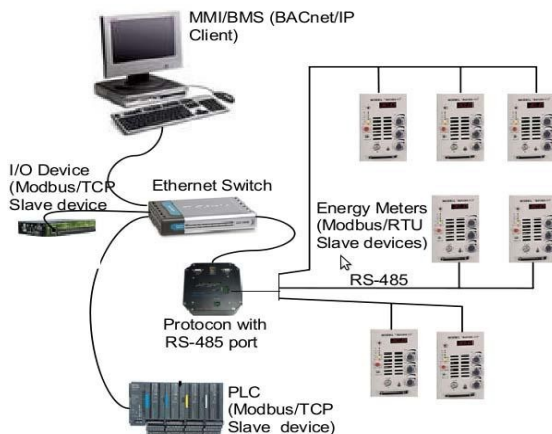 MMI/BMS (BACnet/IP
Client)
I/O Device
(Modbus/TCP
Slave device
Ethernet Switch
Energy Meters
(Modbus/RTU
Slave devices)
RS-485
Protocon with
RS-485 port
PLC
(Modbus/TCP
Slave device)